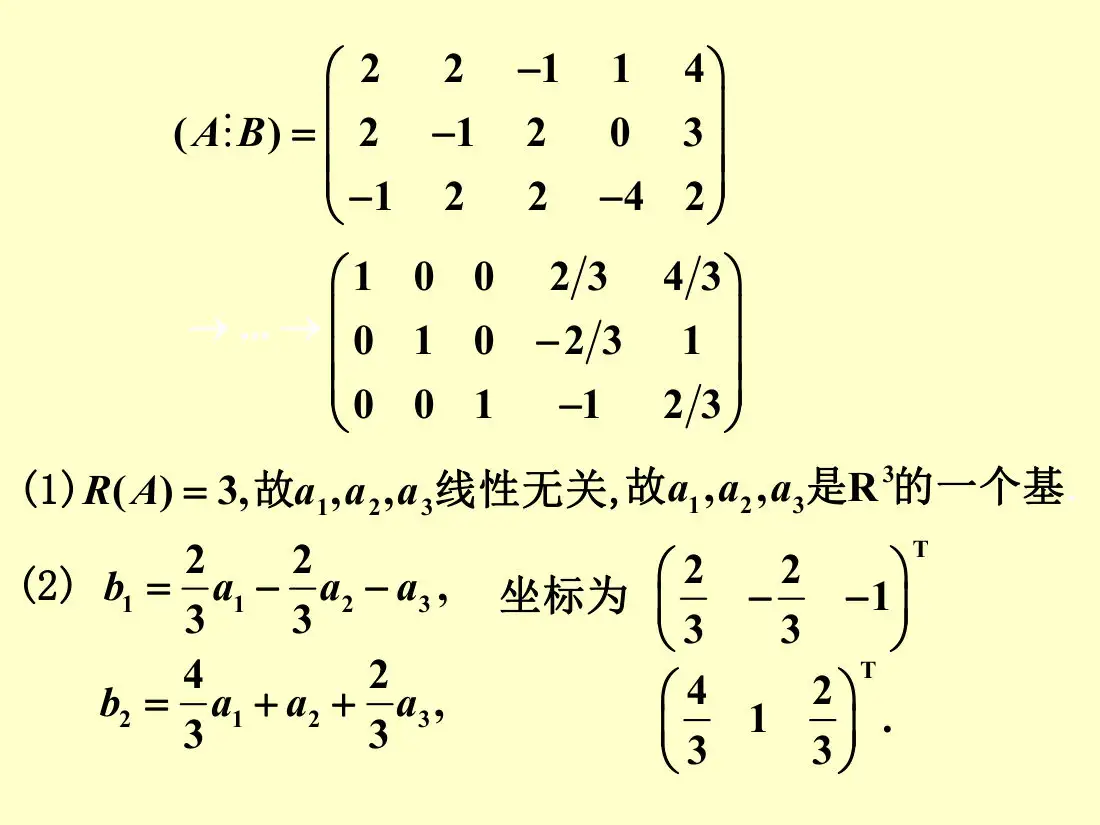 (A⋮B) =
2 2 −1 1 4
2 −1 2 0 3
−1 2 2 −4 2
→ … →
1 0 0 2/3 4/3
0 1 0 −2/3 1
0 0 1 −1 2/3
(1) R(A) = 3, 故a₁,a₂,a₃线性无关, 故a₁,a₂,a₃是R³的一个基.
(2) b₁ = 2/3 a₁ − 2/3 a₂ − a₃, 坐标为 (2/3 −2/3 −1)ᵀ
b₂ = 4/3 a₁ + a₂ + 2/3 a₃, (4/3 1 2/3)ᵀ.